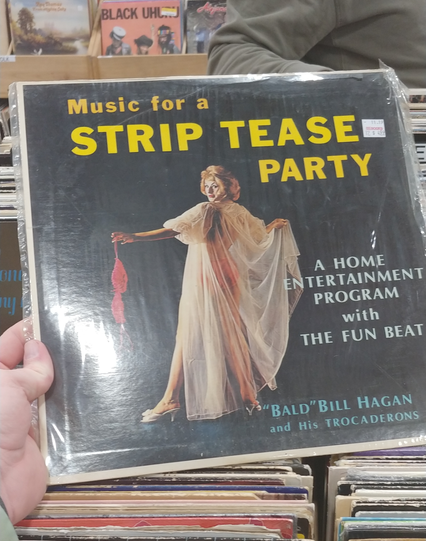 BLACK UHURU
Music for a
STRIP TEASE
PARTY
A HOME
ENTERTAINMENT
PROGRAM
with
THE FUN BEAT
"BALD" BILL HAGAN
and His TROCADERONS